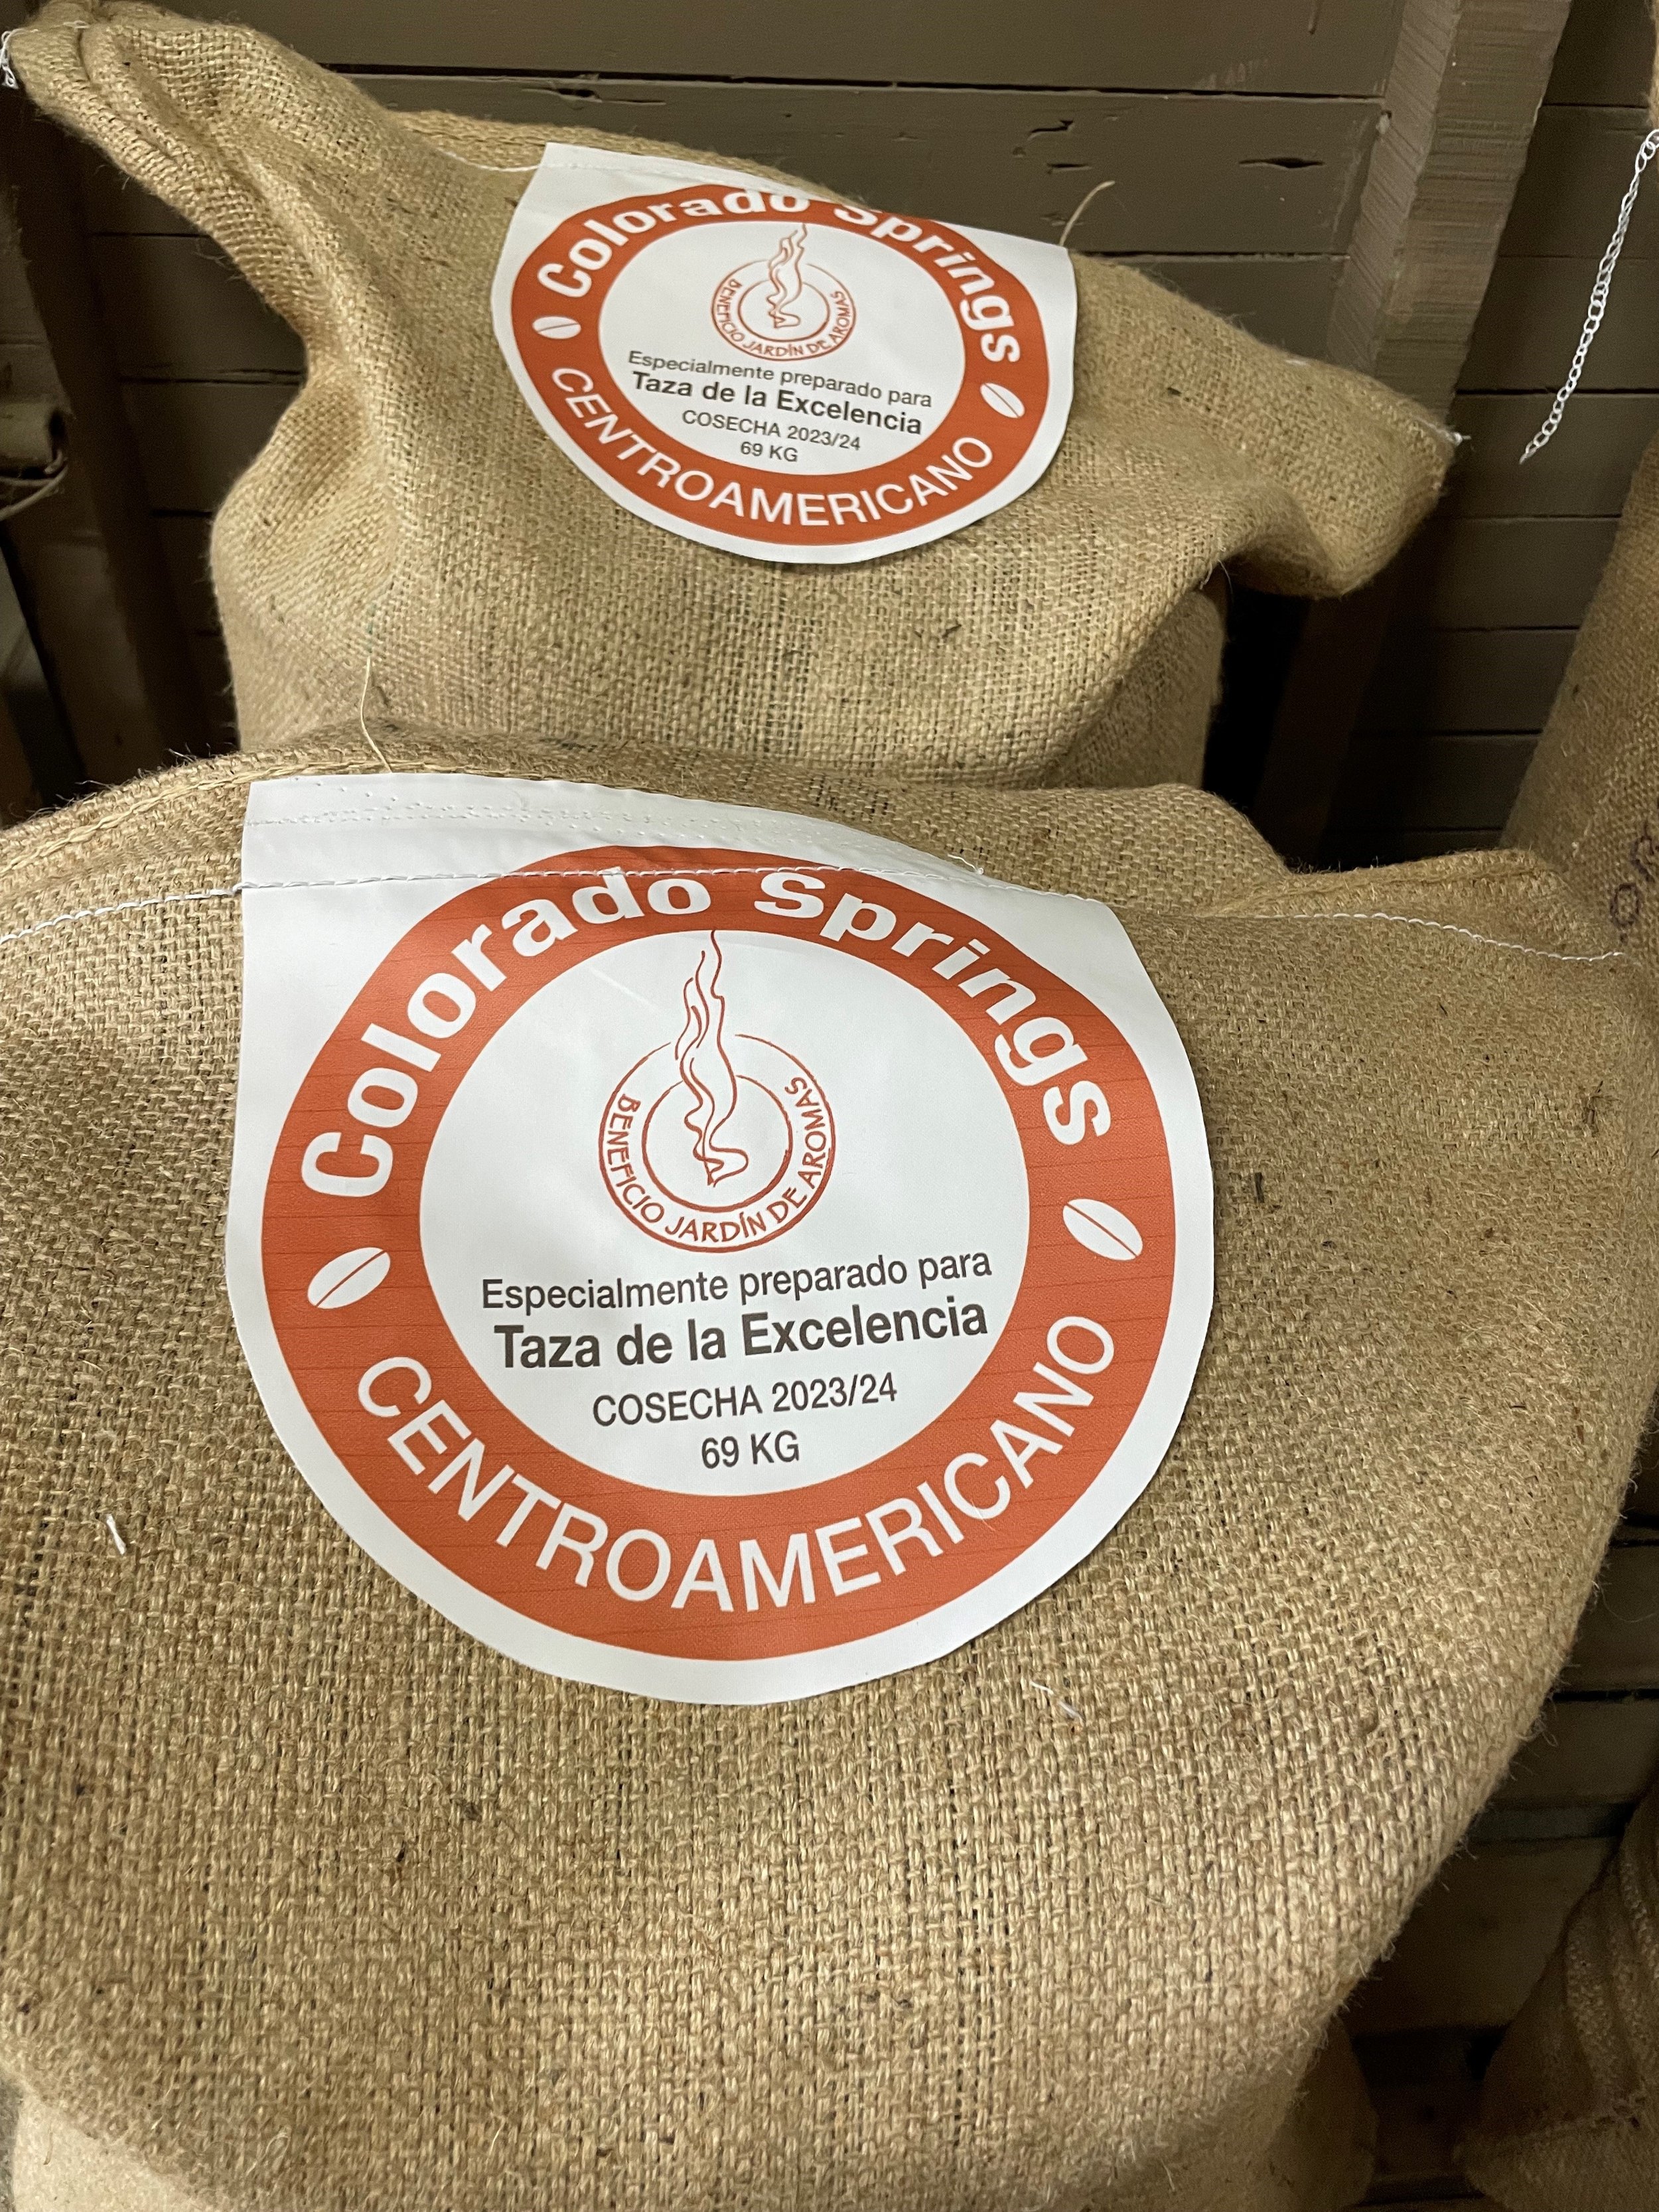 Colorado Springs
BENEFICIO JARDÍN DE AROMAS
Especialmente preparado para
Taza de la Excelencia
COSECHA 2023/24
69 KG
CENTROAMERICANO
Colorado Springs
BENEFICIO JARDÍN DE AROMAS
Especialmente preparado para
Taza de la Excelencia
COSECHA 2023/24
69 KG
CENTROAMERICANO